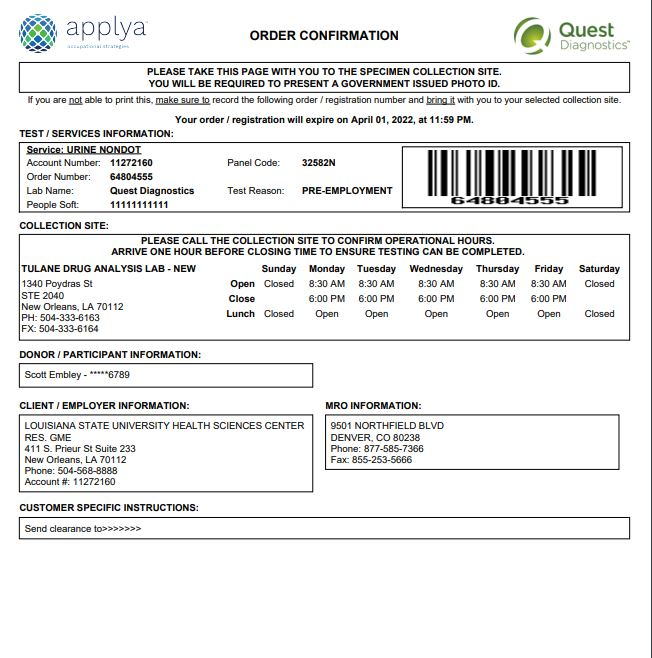 applya
occupational strategies
ORDER CONFIRMATION
Quest
Diagnostics™
PLEASE TAKE THIS PAGE WITH YOU TO THE SPECIMEN COLLECTION SITE.
YOU WILL BE REQUIRED TO PRESENT A GOVERNMENT ISSUED PHOTO ID.
If you are not able to print this, make sure to record the following order / registration number and bring it with you to your selected collection site.
Your order / registration will expire on April 01, 2022, at 11:59 PM.
TEST / SERVICES INFORMATION:
Service: URINE NONDOT
Account Number: 11272160 Panel Code: 32582N
Order Number: 64804555
Lab Name: Quest Diagnostics Test Reason: PRE-EMPLOYMENT
People Soft: 11111111111
64804555
COLLECTION SITE:
PLEASE CALL THE COLLECTION SITE TO CONFIRM OPERATIONAL HOURS.
ARRIVE ONE HOUR BEFORE CLOSING TIME TO ENSURE TESTING CAN BE COMPLETED.
TULANE DRUG ANALYSIS LAB - NEW Sunday Monday Tuesday Wednesday Thursday Friday Saturday
1340 Poydras St Open Closed 8:30 AM 8:30 AM 8:30 AM 8:30 AM 8:30 AM Closed
STE 2040 Close 6:00 PM 6:00 PM 6:00 PM 6:00 PM 6:00 PM
New Orleans, LA 70112
PH: 504-333-6163 Lunch Closed Open Open Open Open Open Closed
FX: 504-333-6164
DONOR / PARTICIPANT INFORMATION:
Scott Embley - *****6789
CLIENT / EMPLOYER INFORMATION:
LOUISIANA STATE UNIVERSITY HEALTH SCIENCES CENTER
RES. GME
411 S. Prieur St Suite 233
New Orleans, LA 70112
Phone: 504-568-8888
Account #: 11272160
MRO INFORMATION:
9501 NORTHFIELD BLVD
DENVER, CO 80238
Phone: 877-585-7366
Fax: 855-253-5666
CUSTOMER SPECIFIC INSTRUCTIONS:
Send clearance to>>>>>>>